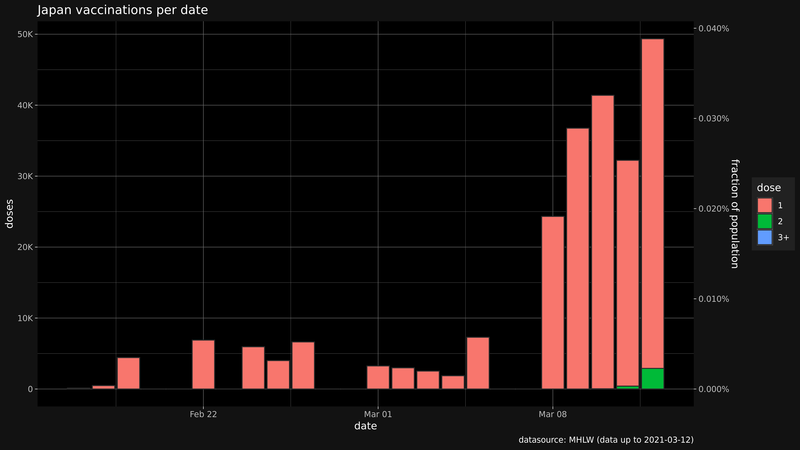 Japan vaccinations per date
50K
40K
30K
20K
10K
0
doses
0.040%
0.030%
0.020%
0.010%
0.000%
fraction of population
dose
1
2
3+
Feb 22
Mar 01
Mar 08
date
datasource: MHLW (data up to 2021-03-12)